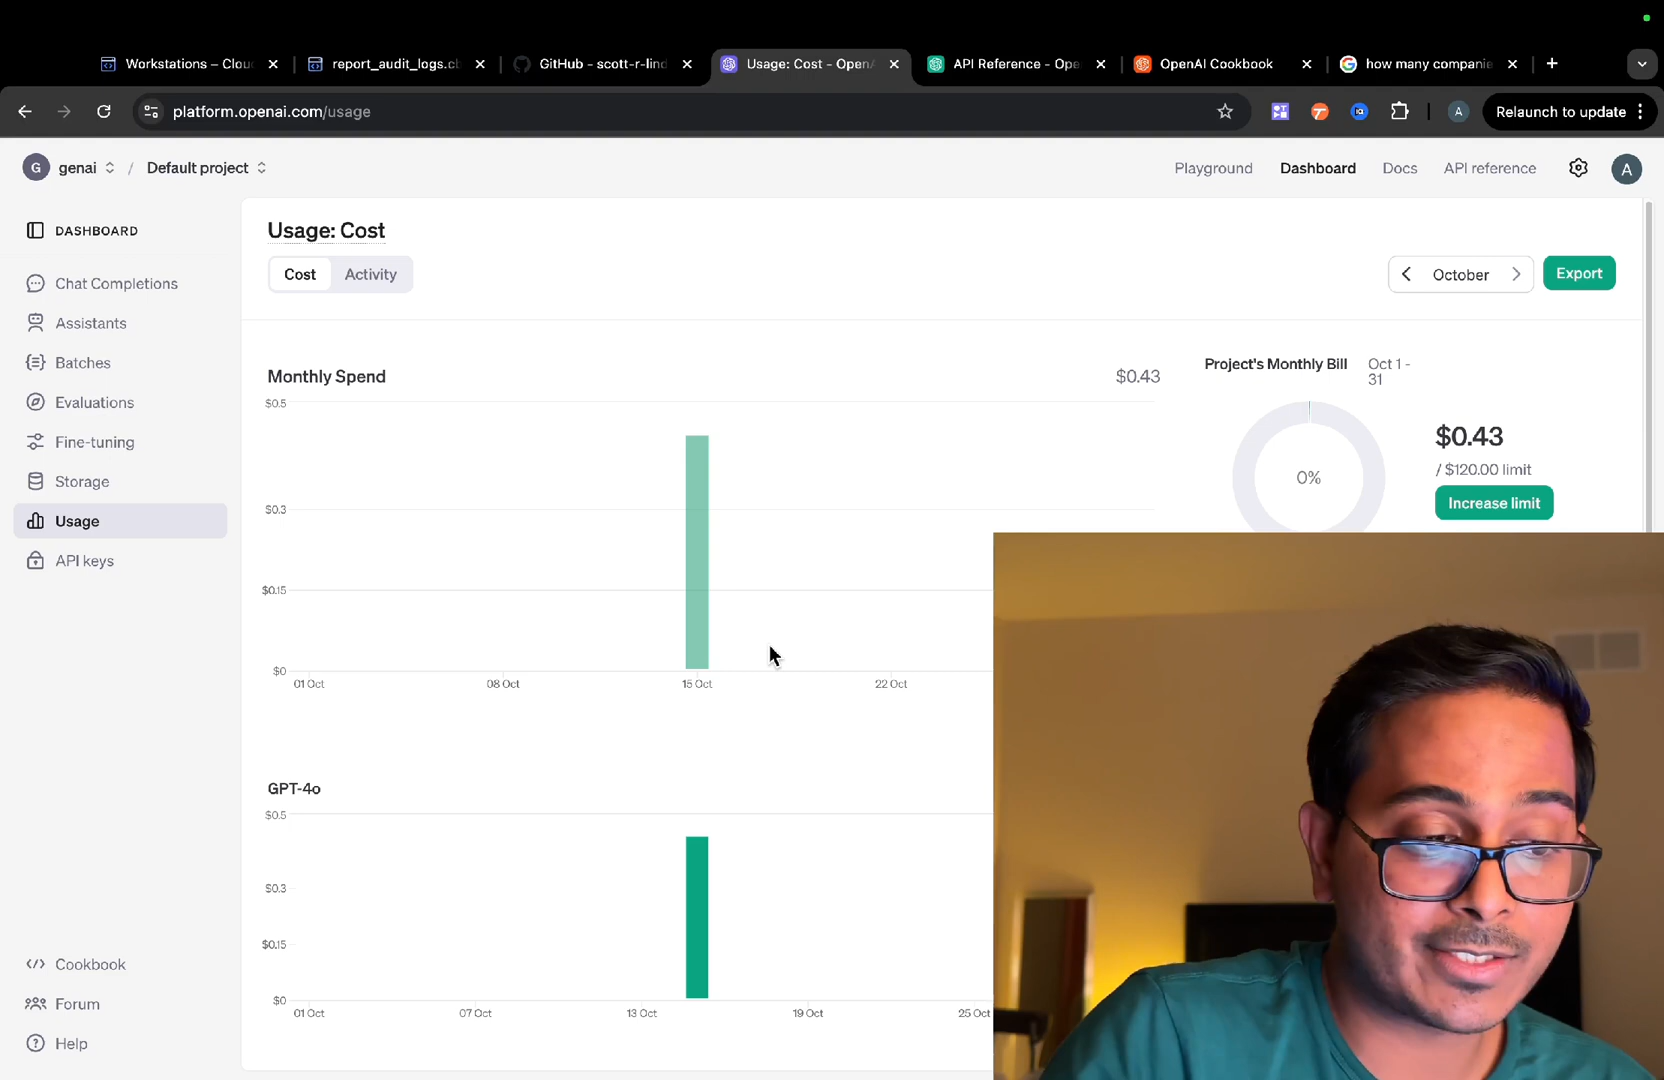 Workstations – Clou
report_audit_logs.cb
GitHub - scott-r-lind
Usage: Cost - OpenA
API Reference - Ope
OpenAI Cookbook
how many companie
platform.openai.com/usage
A
Relaunch to update
G
genai
/
Default project
Playground
Dashboard
Docs
API reference
A
DASHBOARD
Chat Completions
Assistants
Batches
Evaluations
Fine-tuning
Storage
Usage
API keys
Cookbook
Forum
Help
Usage: Cost
Cost
Activity
October
Export
Monthly Spend
$0.43
$0.5
$0.3
$0.15
$0
01 Oct
08 Oct
15 Oct
22 Oct
Project's Monthly Bill
Oct 1 -
31
0%
$0.43
/ $120.00 limit
Increase limit
GPT-4o
$0.5
$0.3
$0.15
$0
01 Oct
07 Oct
13 Oct
19 Oct
25 Oct